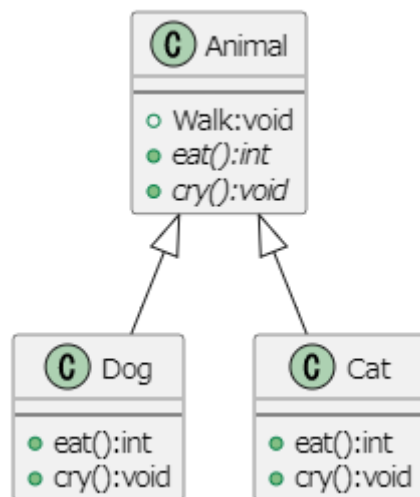 C Animal
Walk:void
eat():int
cry():void
C Dog
eat():int
cry():void
C Cat
eat():int
cry():void